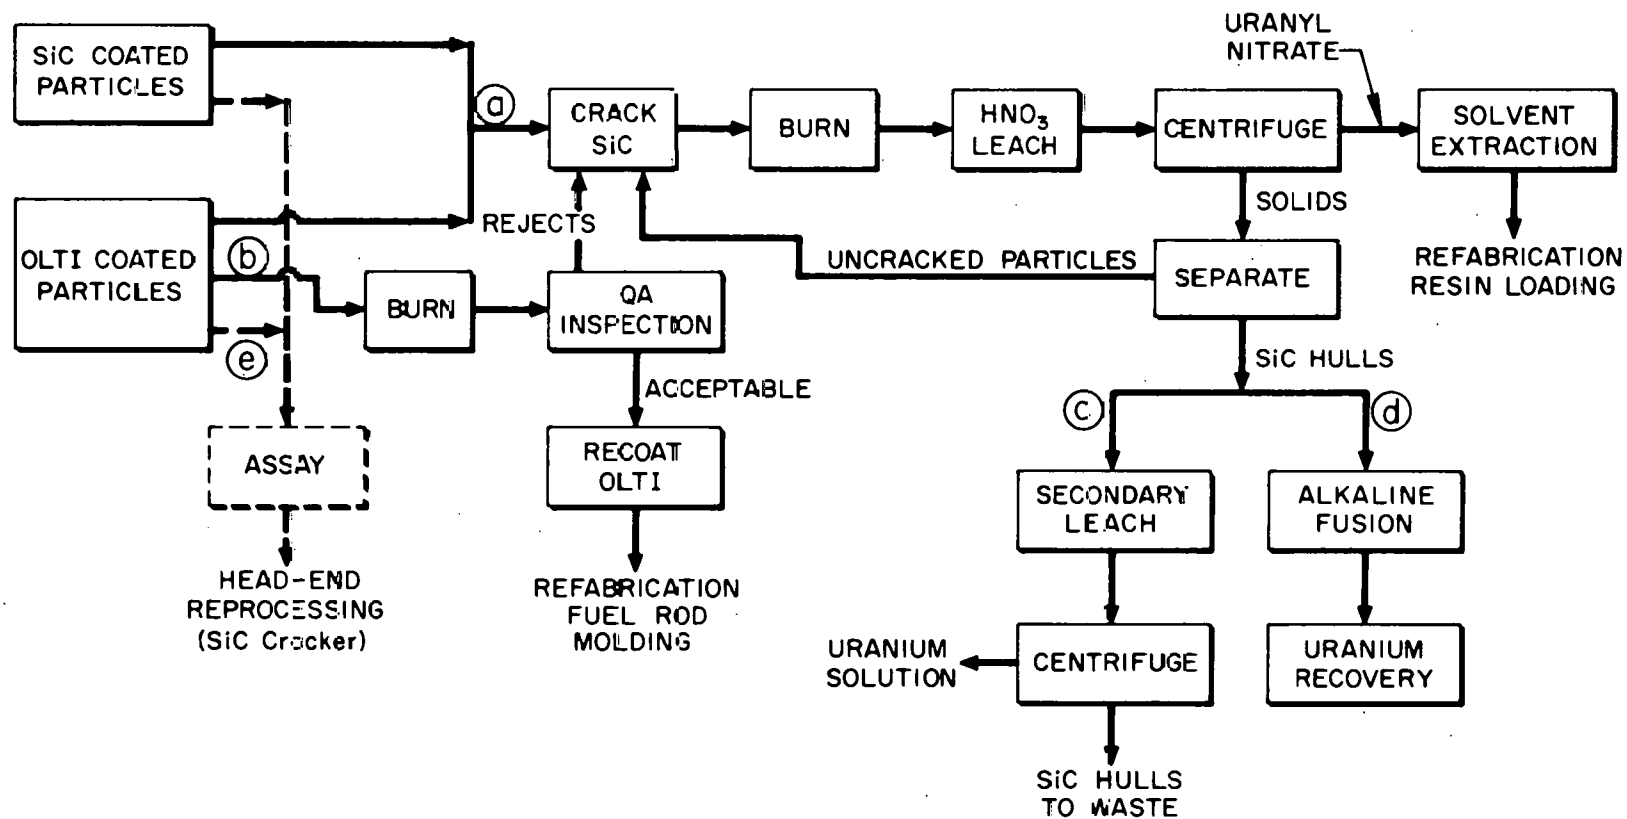 SiC COATED
PARTICLES
a
CRACK
SiC
BURN
HNO3
LEACH
CENTRIFUGE
URANYL
NITRATE
SOLVENT
EXTRACTION
REFABRICATION
RESIN LOADING
SOLIDS
SEPARATE
UNCRACKED PARTICLES
REJECTS
OLTI COATED
PARTICLES
b
e
BURN
QA
INSPECTION
ACCEPTABLE
RECOAT
OLTI
REFABRICATION
FUEL ROD
MOLDING
ASSAY
HEAD-END
REPROCESSING
(SiC Cracker)
SiC HULLS
c
d
SECONDARY
LEACH
ALKALINE
FUSION
CENTRIFUGE
URANIUM
SOLUTION
URANIUM
RECOVERY
SiC HULLS
TO WASTE